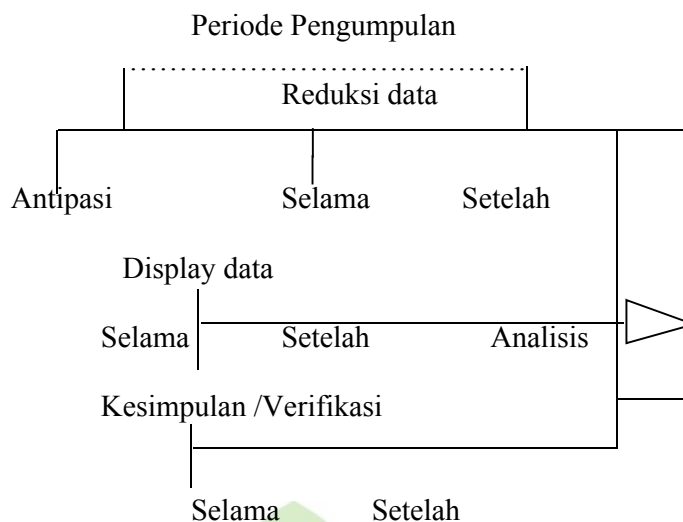 Periode Pengumpulan
Reduksi data
Antipasi Selama Setelah
Display data
Selama Setelah Analisis
Kesimpulan /Verifikasi
Selama Setelah